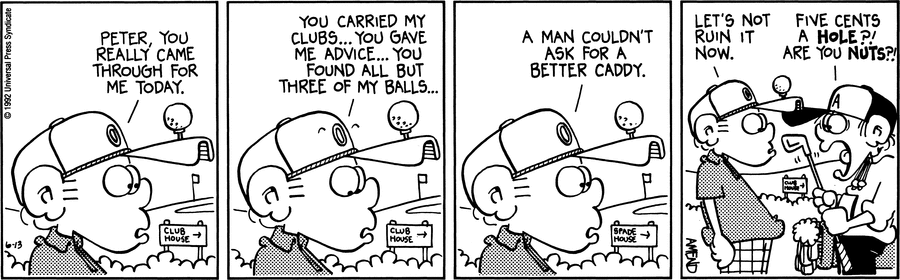 © 1992 Universal Press Syndicate
PETER, YOU
REALLY CAME
THROUGH FOR
ME TODAY.
O
CLUB
HOUSE →
6-13
YOU CARRIED MY
CLUBS... YOU GAVE
ME ADVICE... YOU
FOUND ALL BUT
THREE OF MY BALLS...
O
CLUB
HOUSE →
A MAN COULDN'T
ASK FOR A
BETTER CADDY.
O
SPADE
HOUSE →
LET'S NOT
RUIN IT
NOW.
FIVE CENTS
A HOLE?!
ARE YOU NUTS?!
A
CLUB
HOUSE →
AMEND